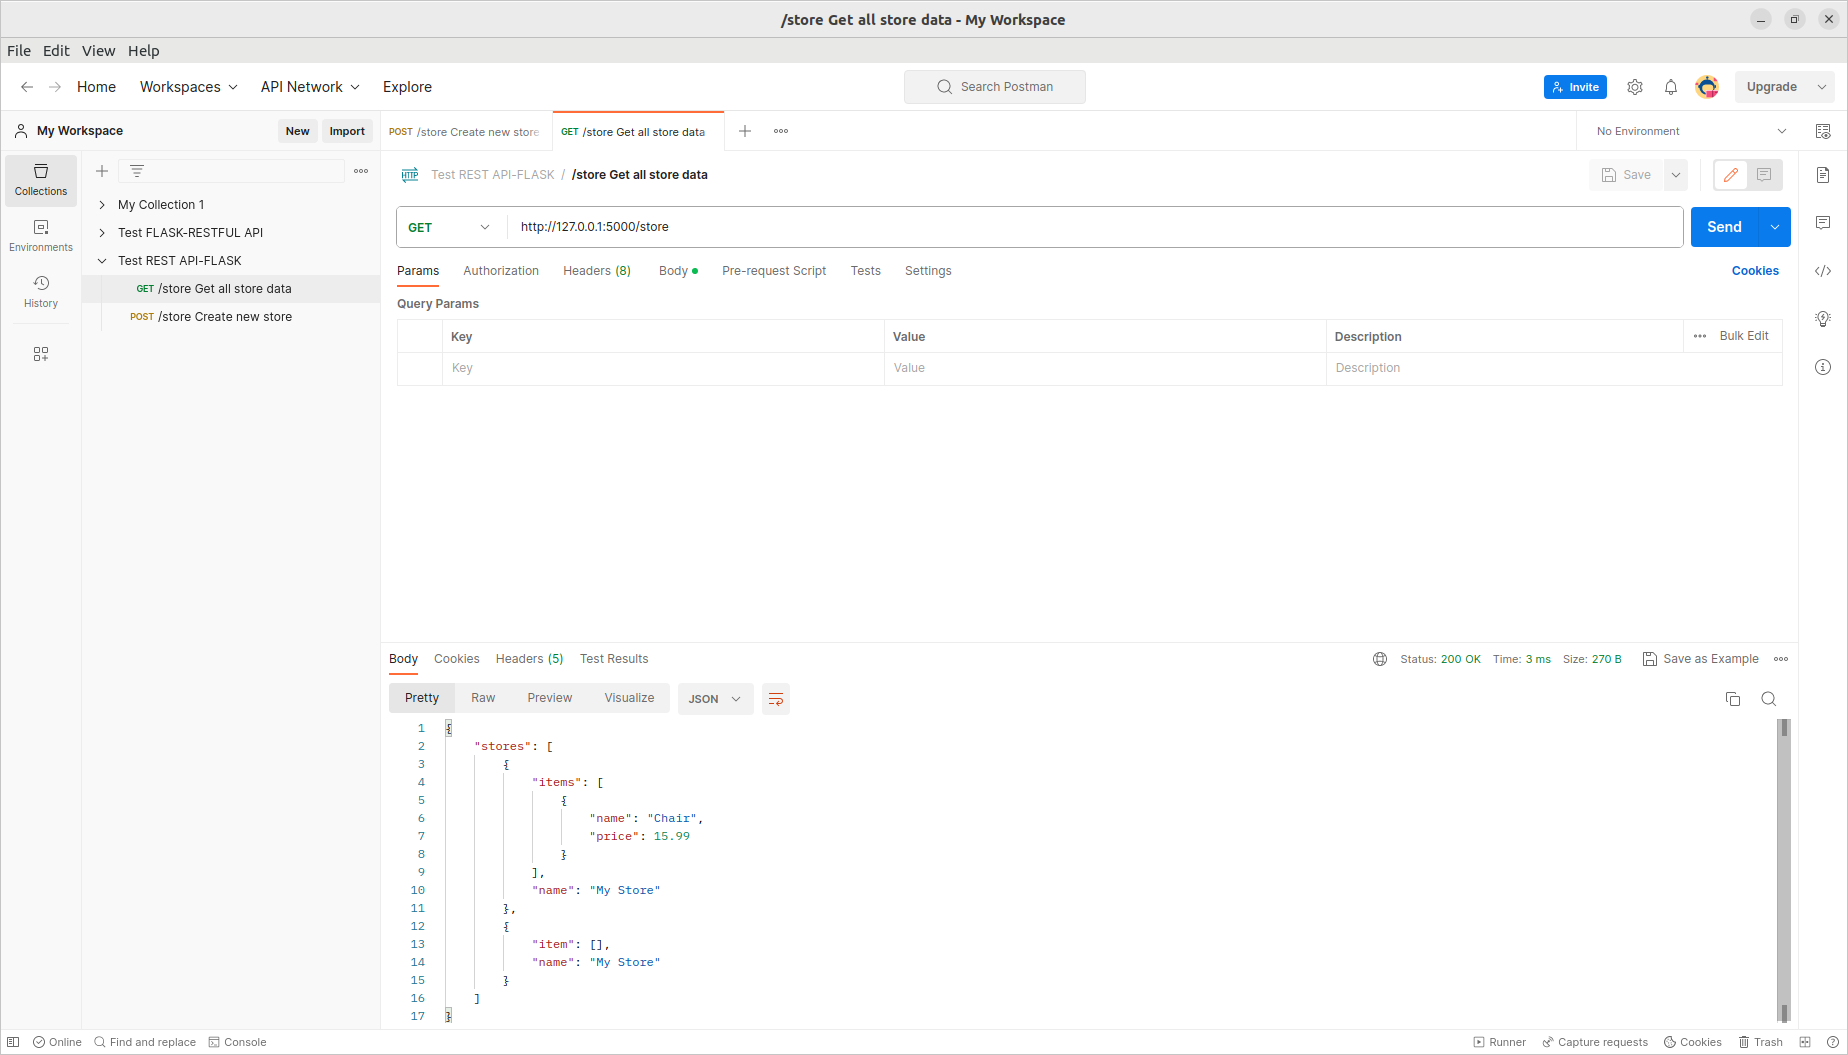 /store Get all store data - My Workspace
File Edit View Help
Home Workspaces API Network Explore Search Postman Invite Upgrade
My Workspace New Import POST /store Create new store GET /store Get all store data No Environment
Collections
Environments
History
My Collection 1
Test FLASK-RESTFUL API
Test REST API-FLASK
GET /store Get all store data
POST /store Create new store
HTTP Test REST API-FLASK / /store Get all store data Save
GET http://127.0.0.1:5000/store Send
Params Authorization Headers (8) Body Pre-request Script Tests Settings Cookies
Query Params
Key Value Description Bulk Edit
Key Value Description
Body Cookies Headers (5) Test Results Status: 200 OK Time: 3 ms Size: 270 B Save as Example
Pretty Raw Preview Visualize JSON
1 {
2 "stores": [
3 {
4 "items": [
5 {
6 "name": "Chair",
7 "price": 15.99
8 }
9 ],
10 "name": "My Store"
11 },
12 {
13 "item": [],
14 "name": "My Store"
15 }
16 ]
17 }
Online Find and replace Console Runner Capture requests Cookies Trash